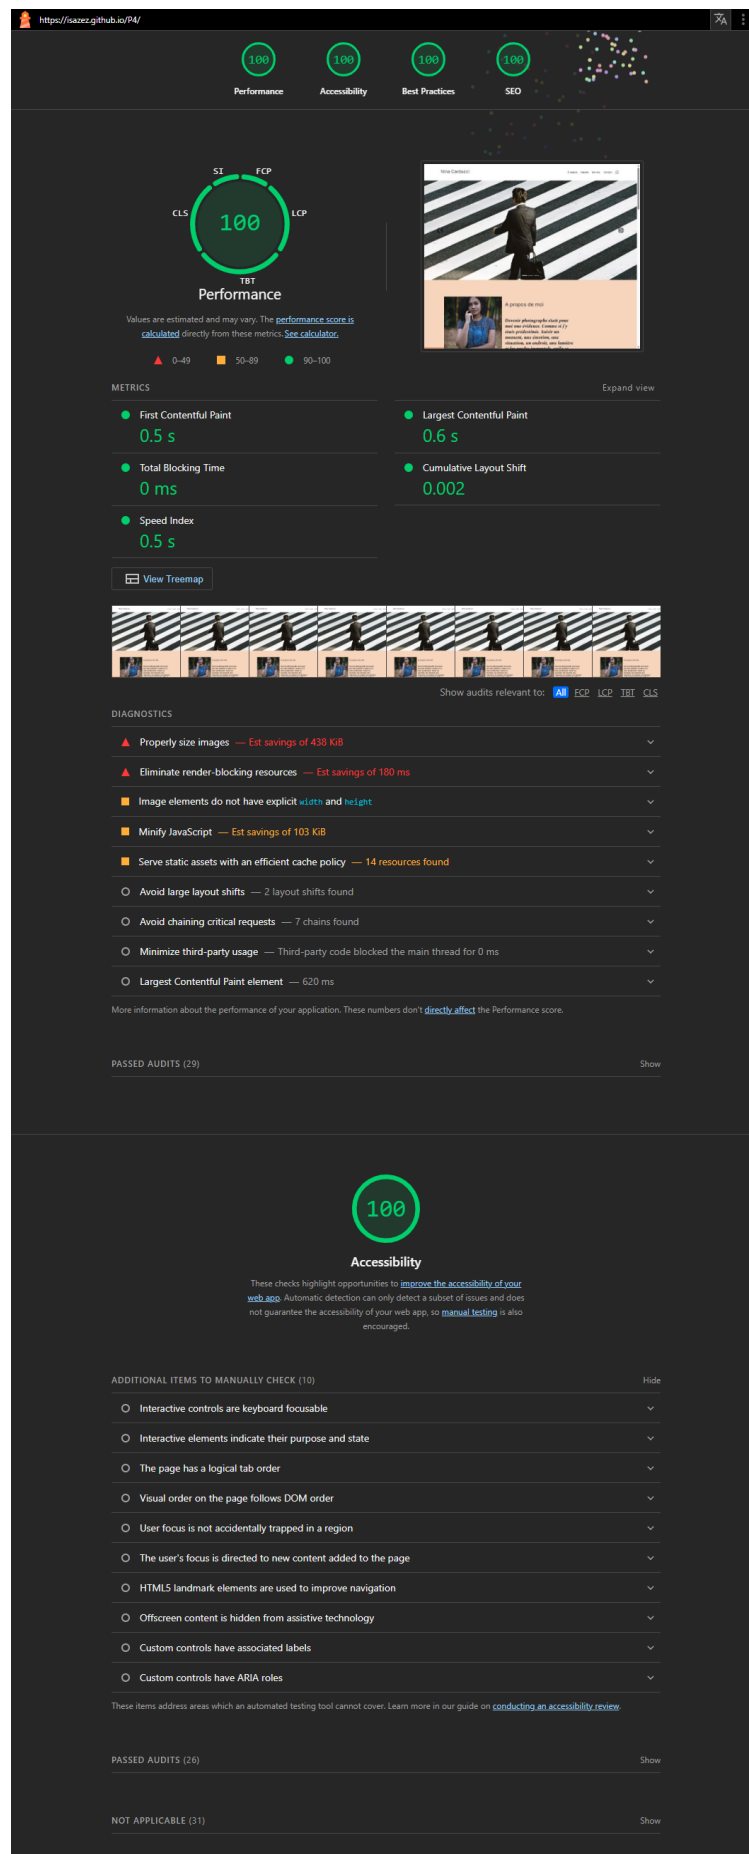 https://isazez.github.io/P4/
100
100
100
100
Performance
Accessibility
Best Practices
SEO
SI
FCP
CLS
LCP
100
TBT
Performance
Values are estimated and may vary. The performance score is
calculated directly from these metrics. See calculator.
0–49
50–89
90–100
Nina Carducci
A propos de moi
METRICS
Expand view
First Contentful Paint
0.5 s
Largest Contentful Paint
0.6 s
Total Blocking Time
0 ms
Cumulative Layout Shift
0.002
Speed Index
0.5 s
View Treemap
Show audits relevant to: All FCP LCP TBT CLS
DIAGNOSTICS
Properly size images — Est savings of 438 KiB
Eliminate render-blocking resources — Est savings of 180 ms
Image elements do not have explicit width and height
Minify JavaScript — Est savings of 103 KiB
Serve static assets with an efficient cache policy — 14 resources found
Avoid large layout shifts — 2 layout shifts found
Avoid chaining critical requests — 7 chains found
Minimize third-party usage — Third-party code blocked the main thread for 0 ms
Largest Contentful Paint element — 620 ms
More information about the performance of your application. These numbers don't directly affect the Performance score.
PASSED AUDITS (29)
Show
100
Accessibility
These checks highlight opportunities to improve the accessibility of your
web app. Automatic detection can only detect a subset of issues and does
not guarantee the accessibility of your web app, so manual testing is also
encouraged.
ADDITIONAL ITEMS TO MANUALLY CHECK (10)
Hide
Interactive controls are keyboard focusable
Interactive elements indicate their purpose and state
The page has a logical tab order
Visual order on the page follows DOM order
User focus is not accidentally trapped in a region
The user's focus is directed to new content added to the page
HTML5 landmark elements are used to improve navigation
Offscreen content is hidden from assistive technology
Custom controls have associated labels
Custom controls have ARIA roles
These items address areas which an automated testing tool cannot cover. Learn more in our guide on conducting an accessibility review.
PASSED AUDITS (26)
Show
NOT APPLICABLE (31)
Show